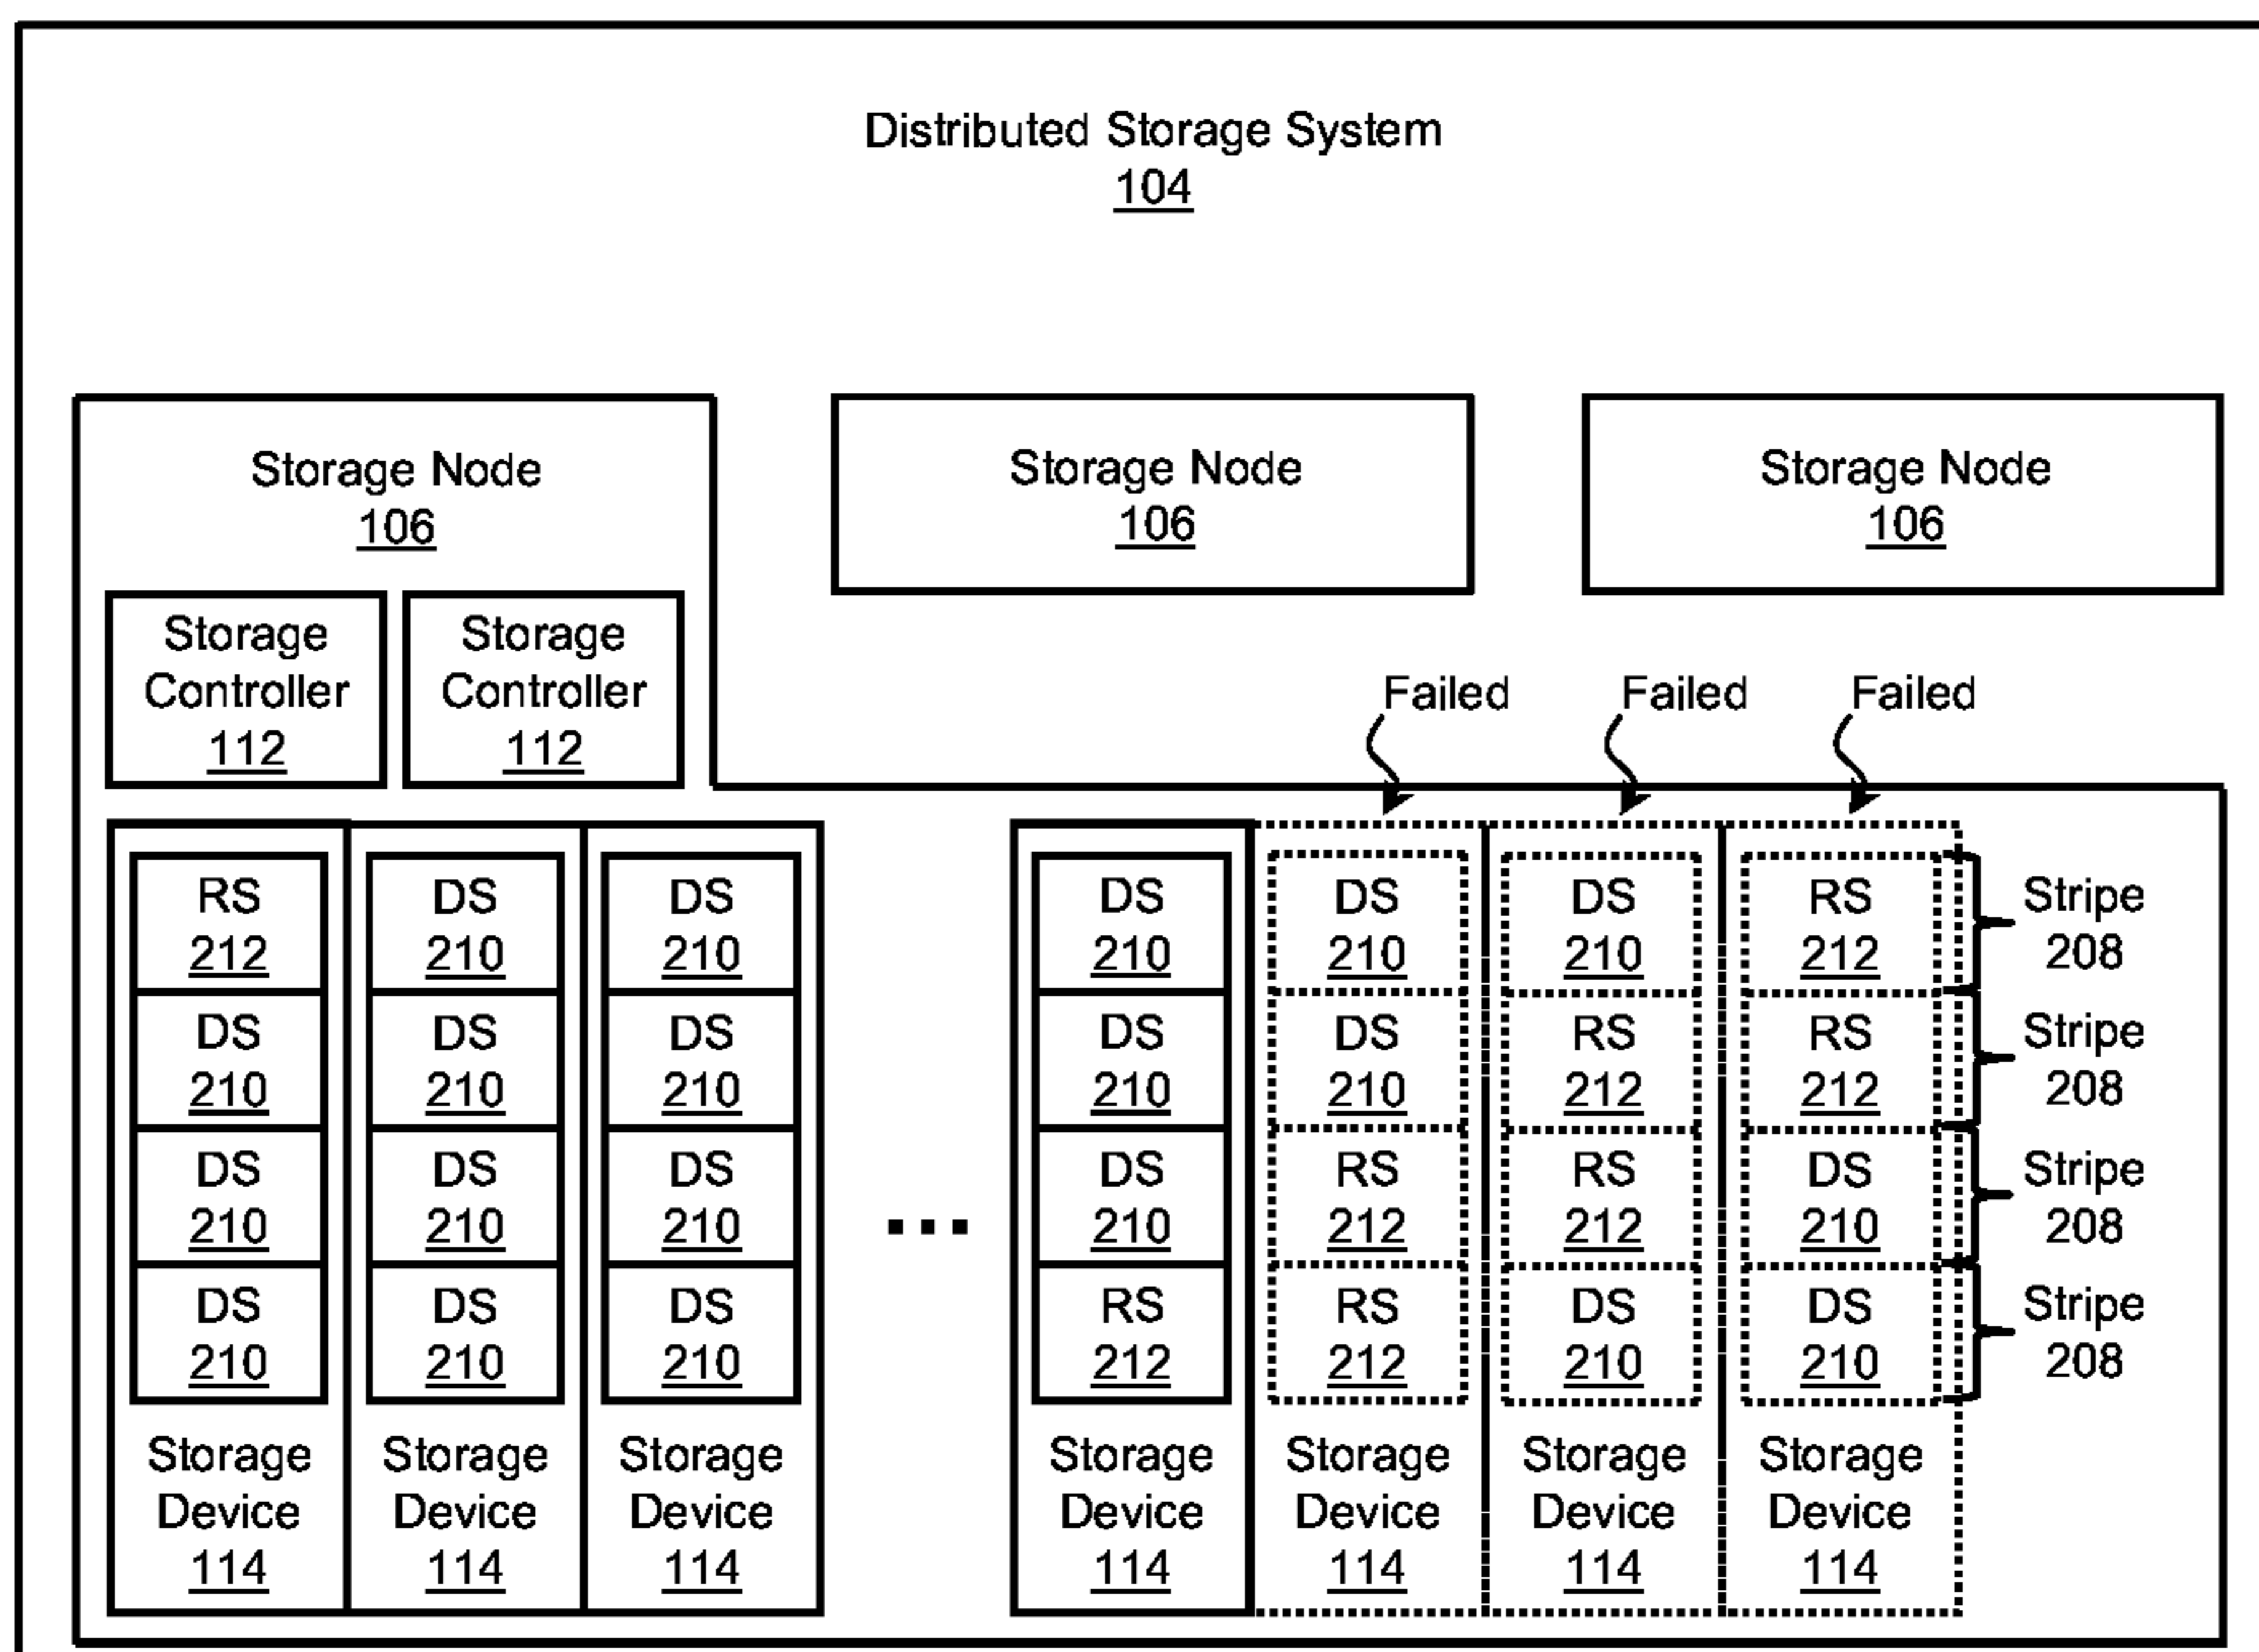 Distributed Storage System
104
Storage Node
106
Storage Node
106
Storage Node
106
Storage
Controller
112
Storage
Controller
112
Failed Failed Failed
RS DS DS DS DS DS RS Stripe
212 210 210 210 210 210 212 208
DS DS DS DS DS RS RS Stripe
210 210 210 210 210 212 212 208
DS DS DS DS RS RS DS Stripe
210 210 210 ... 210 212 212 210 208
DS DS DS RS RS DS DS Stripe
210 210 210 212 212 210 210 208
Storage Storage Storage Storage Storage Storage Storage
Device Device Device Device Device Device Device
114 114 114 114 114 114 114